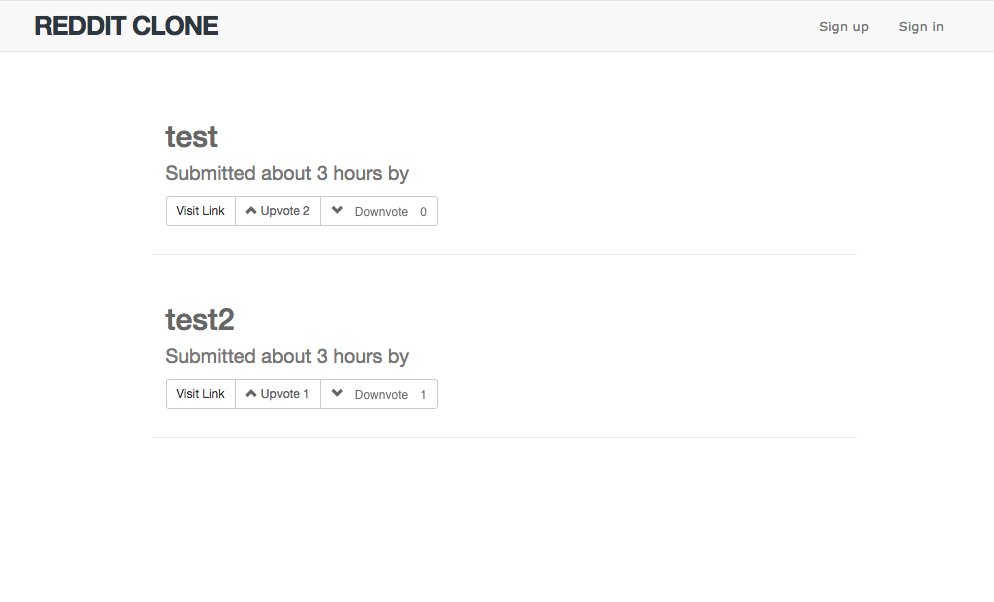 REDDIT CLONE Sign up Sign in
test
Submitted about 3 hours by
Visit Link Upvote 2 Downvote 0
test2
Submitted about 3 hours by
Visit Link Upvote 1 Downvote 1